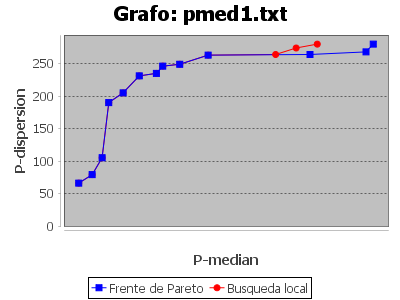 Grafo: pmed1.txt
250
200
150
100
50
0
P-dispersion
P-median
Frente de Pareto
Busqueda local